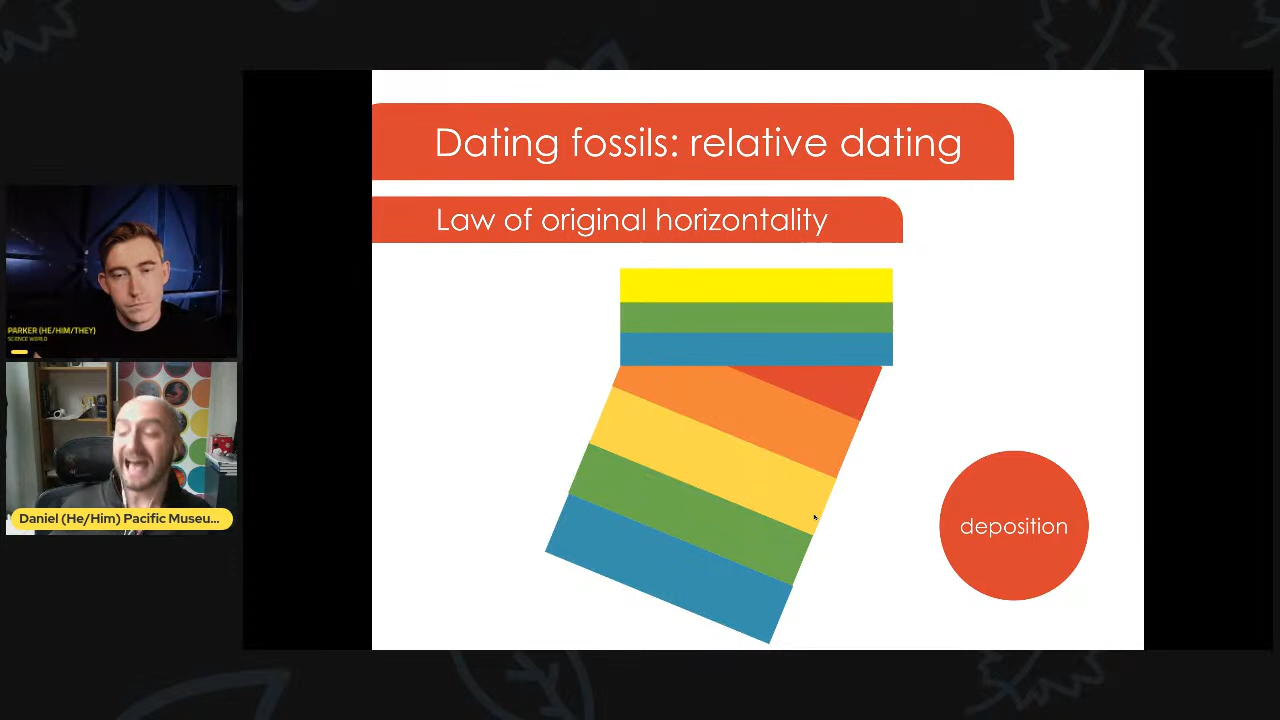 Dating fossils: relative dating
Law of original horizontality
deposition
PARKER (HE/HIM/THEY)
SCIENCE WORLD
Daniel (He/Him) Pacific Museu...